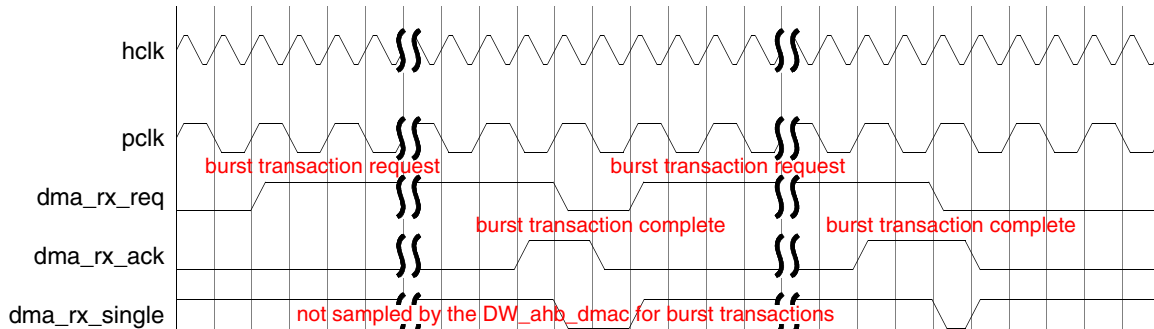 hclk
pclk
burst transaction request
burst transaction request
dma_rx_req
burst transaction complete
burst transaction complete
dma_rx_ack
dma_rx_single
not sampled by the DW_ahb_dmac for burst transactions